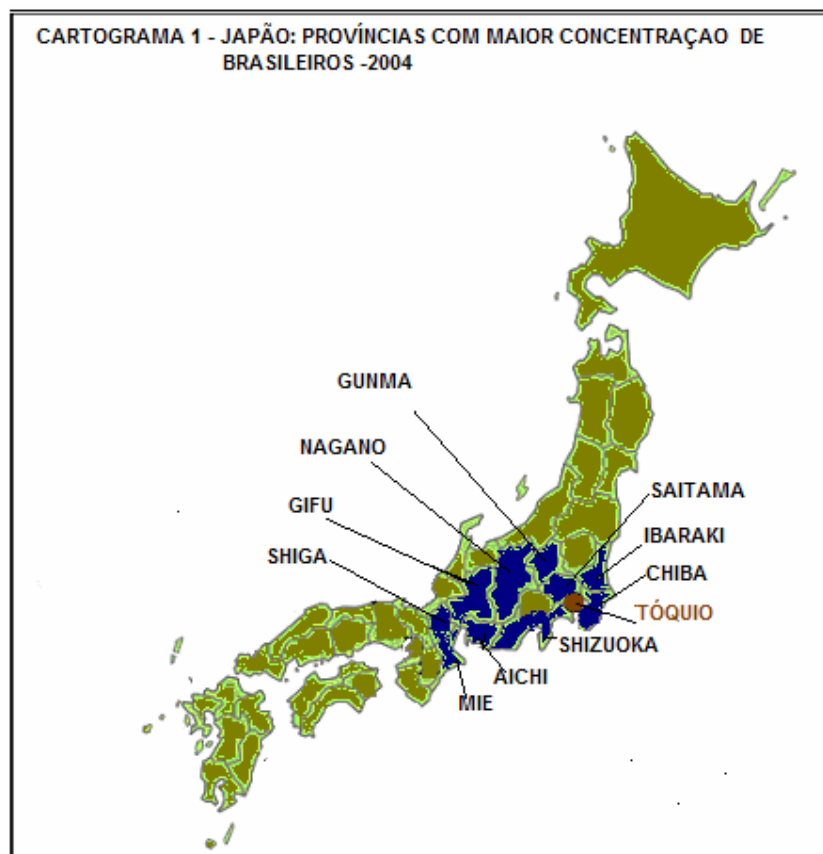 CARTOGRAMA 1 - JAPÃO: PROVÍNCIAS COM MAIOR CONCENTRAÇAO DE
BRASILEIROS -2004
GUNMA
NAGANO
SAITAMA
GIFU
IBARAKI
SHIGA
CHIBA
TÓQUIO
SHIZUOKA
AICHI
MIE